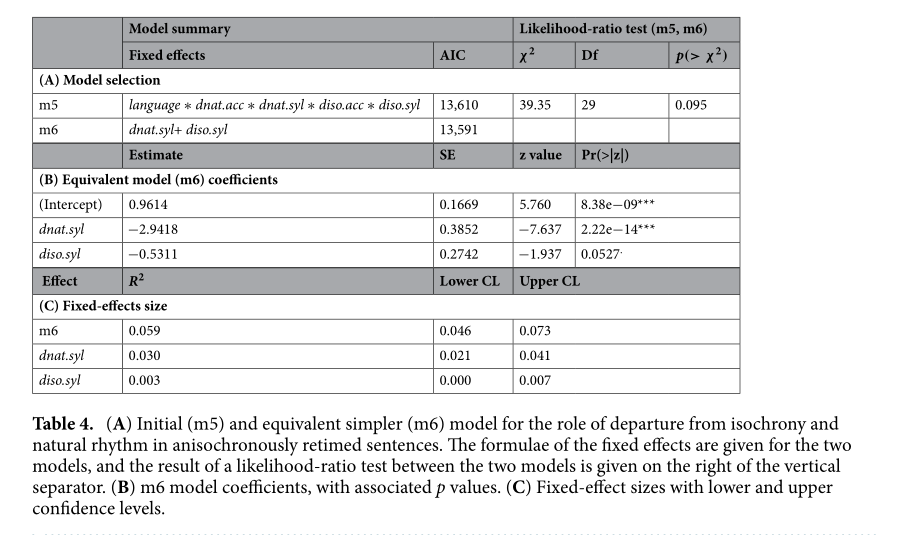 Model summary Likelihood-ratio test (m5, m6)
Fixed effects AIC χ² Df p(> χ²)
(A) Model selection
m5 language ∗ dnat.acc ∗ dnat.syl ∗ diso.acc ∗ diso.syl 13,610 39.35 29 0.095
m6 dnat.syl+ diso.syl 13,591
Estimate SE z value Pr(>|z|)
(B) Equivalent model (m6) coefficients
(Intercept) 0.9614 0.1669 5.760 8.38e−09***
dnat.syl −2.9418 0.3852 −7.637 2.22e−14***
diso.syl −0.5311 0.2742 −1.937 0.0527·
Effect R² Lower CL Upper CL
(C) Fixed-effects size
m6 0.059 0.046 0.073
dnat.syl 0.030 0.021 0.041
diso.syl 0.003 0.000 0.007
Table 4. (A) Initial (m5) and equivalent simpler (m6) model for the role of departure from isochrony and
natural rhythm in anisochronously retimed sentences. The formulae of the fixed effects are given for the two
models, and the result of a likelihood-ratio test between the two models is given on the right of the vertical
separator. (B) m6 model coefficients, with associated p values. (C) Fixed-effect sizes with lower and upper
confidence levels.